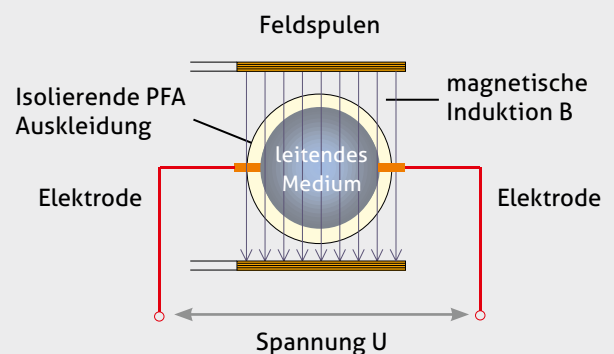 Feldspulen
Isolierende PFA
Auskleidung
magnetische
Induktion B
leitendes
Medium
Elektrode
Elektrode
Spannung U